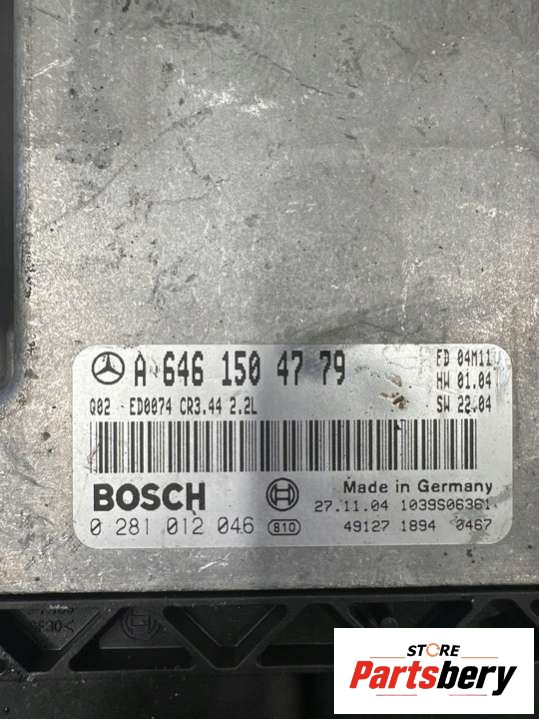 A 646 150 47 79
ED 04M11
HW 01.04
SW 22.04
Q02 - ED0074 CR3.44 2.2L
BOSCH
Made in Germany
27.11.04 1039S06361
0 281 012 046
810
49127 1894 0467
STORE
Partsbery